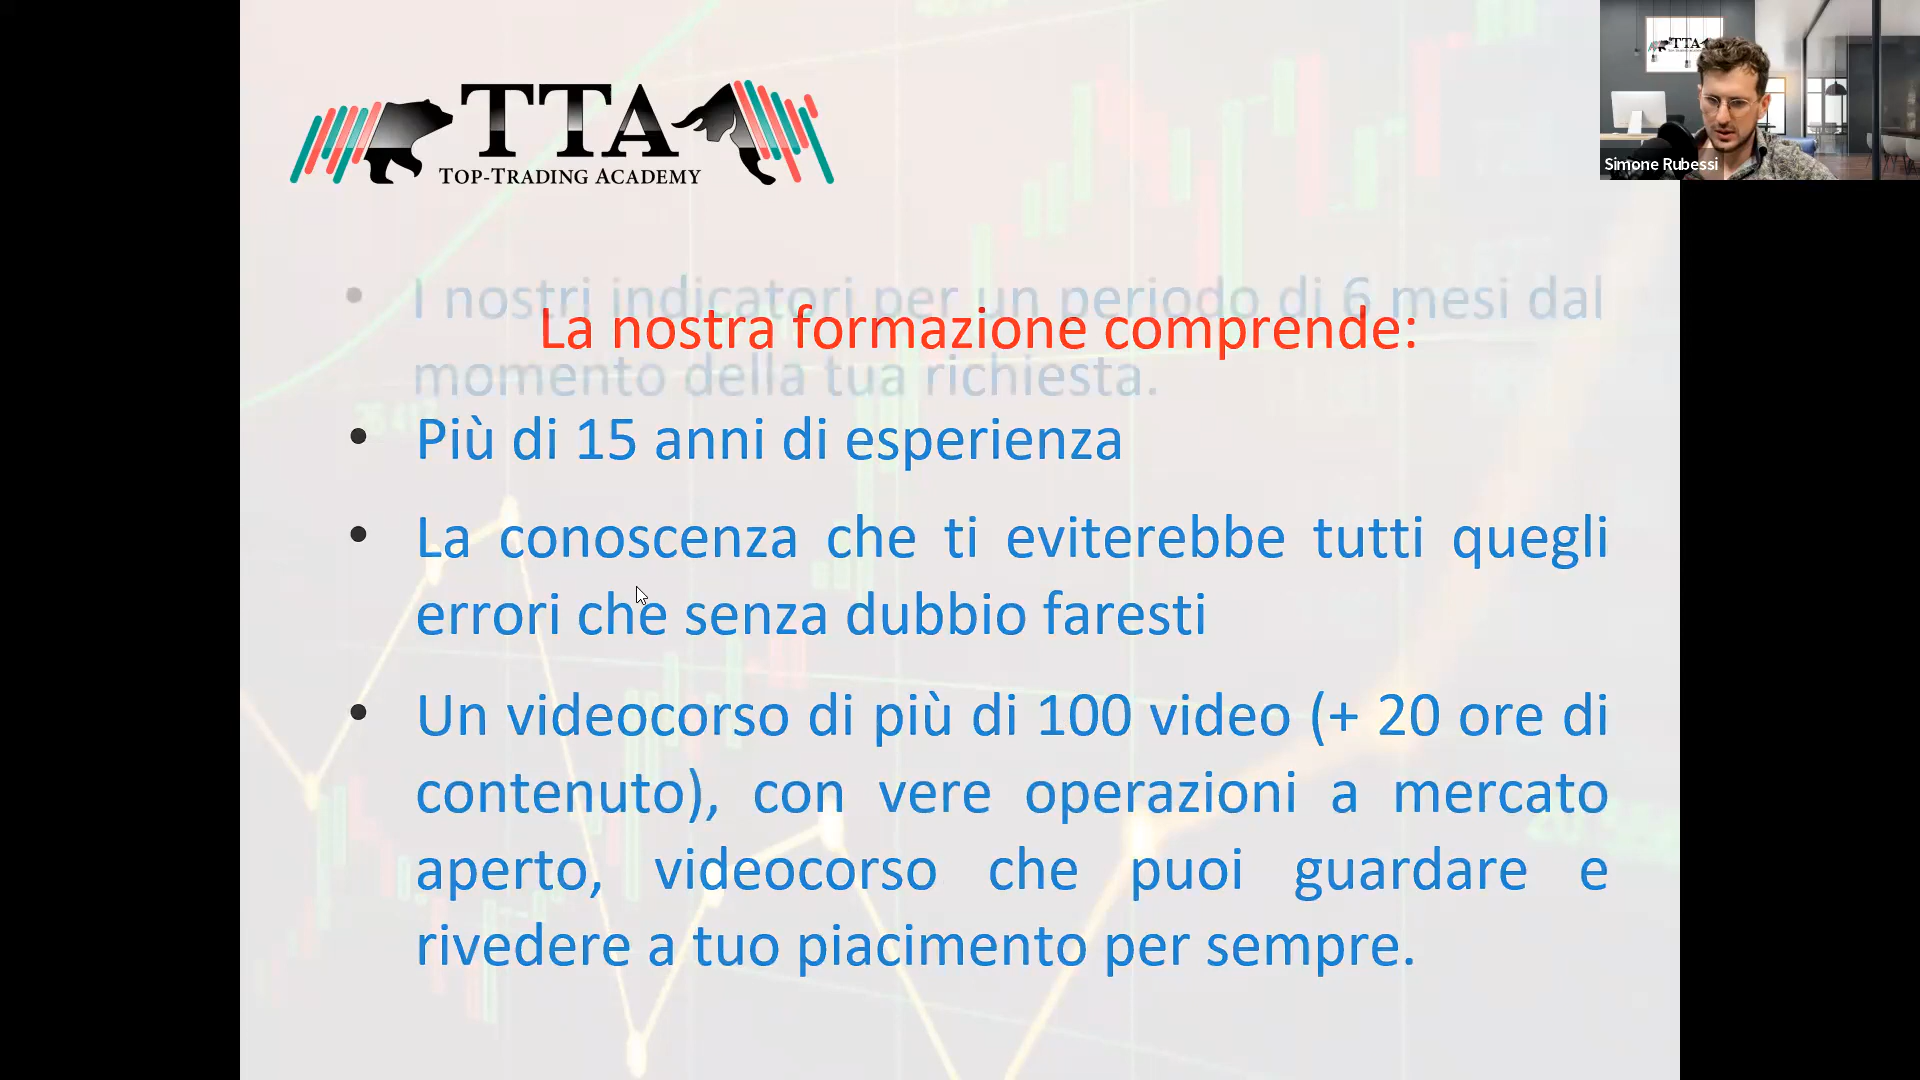 TTA
TOP-TRADING ACADEMY
TTA
Simone Rubessi
I nostri indicatori per un periodo di 6 mesi dal
La nostra formazione comprende:
momento della tua richiesta.
• Più di 15 anni di esperienza
• La conoscenza che ti eviterebbe tutti quegli
errori che senza dubbio faresti
• Un videocorso di più di 100 video (+ 20 ore di
contenuto), con vere operazioni a mercato
aperto, videocorso che puoi guardare e
rivedere a tuo piacimento per sempre.